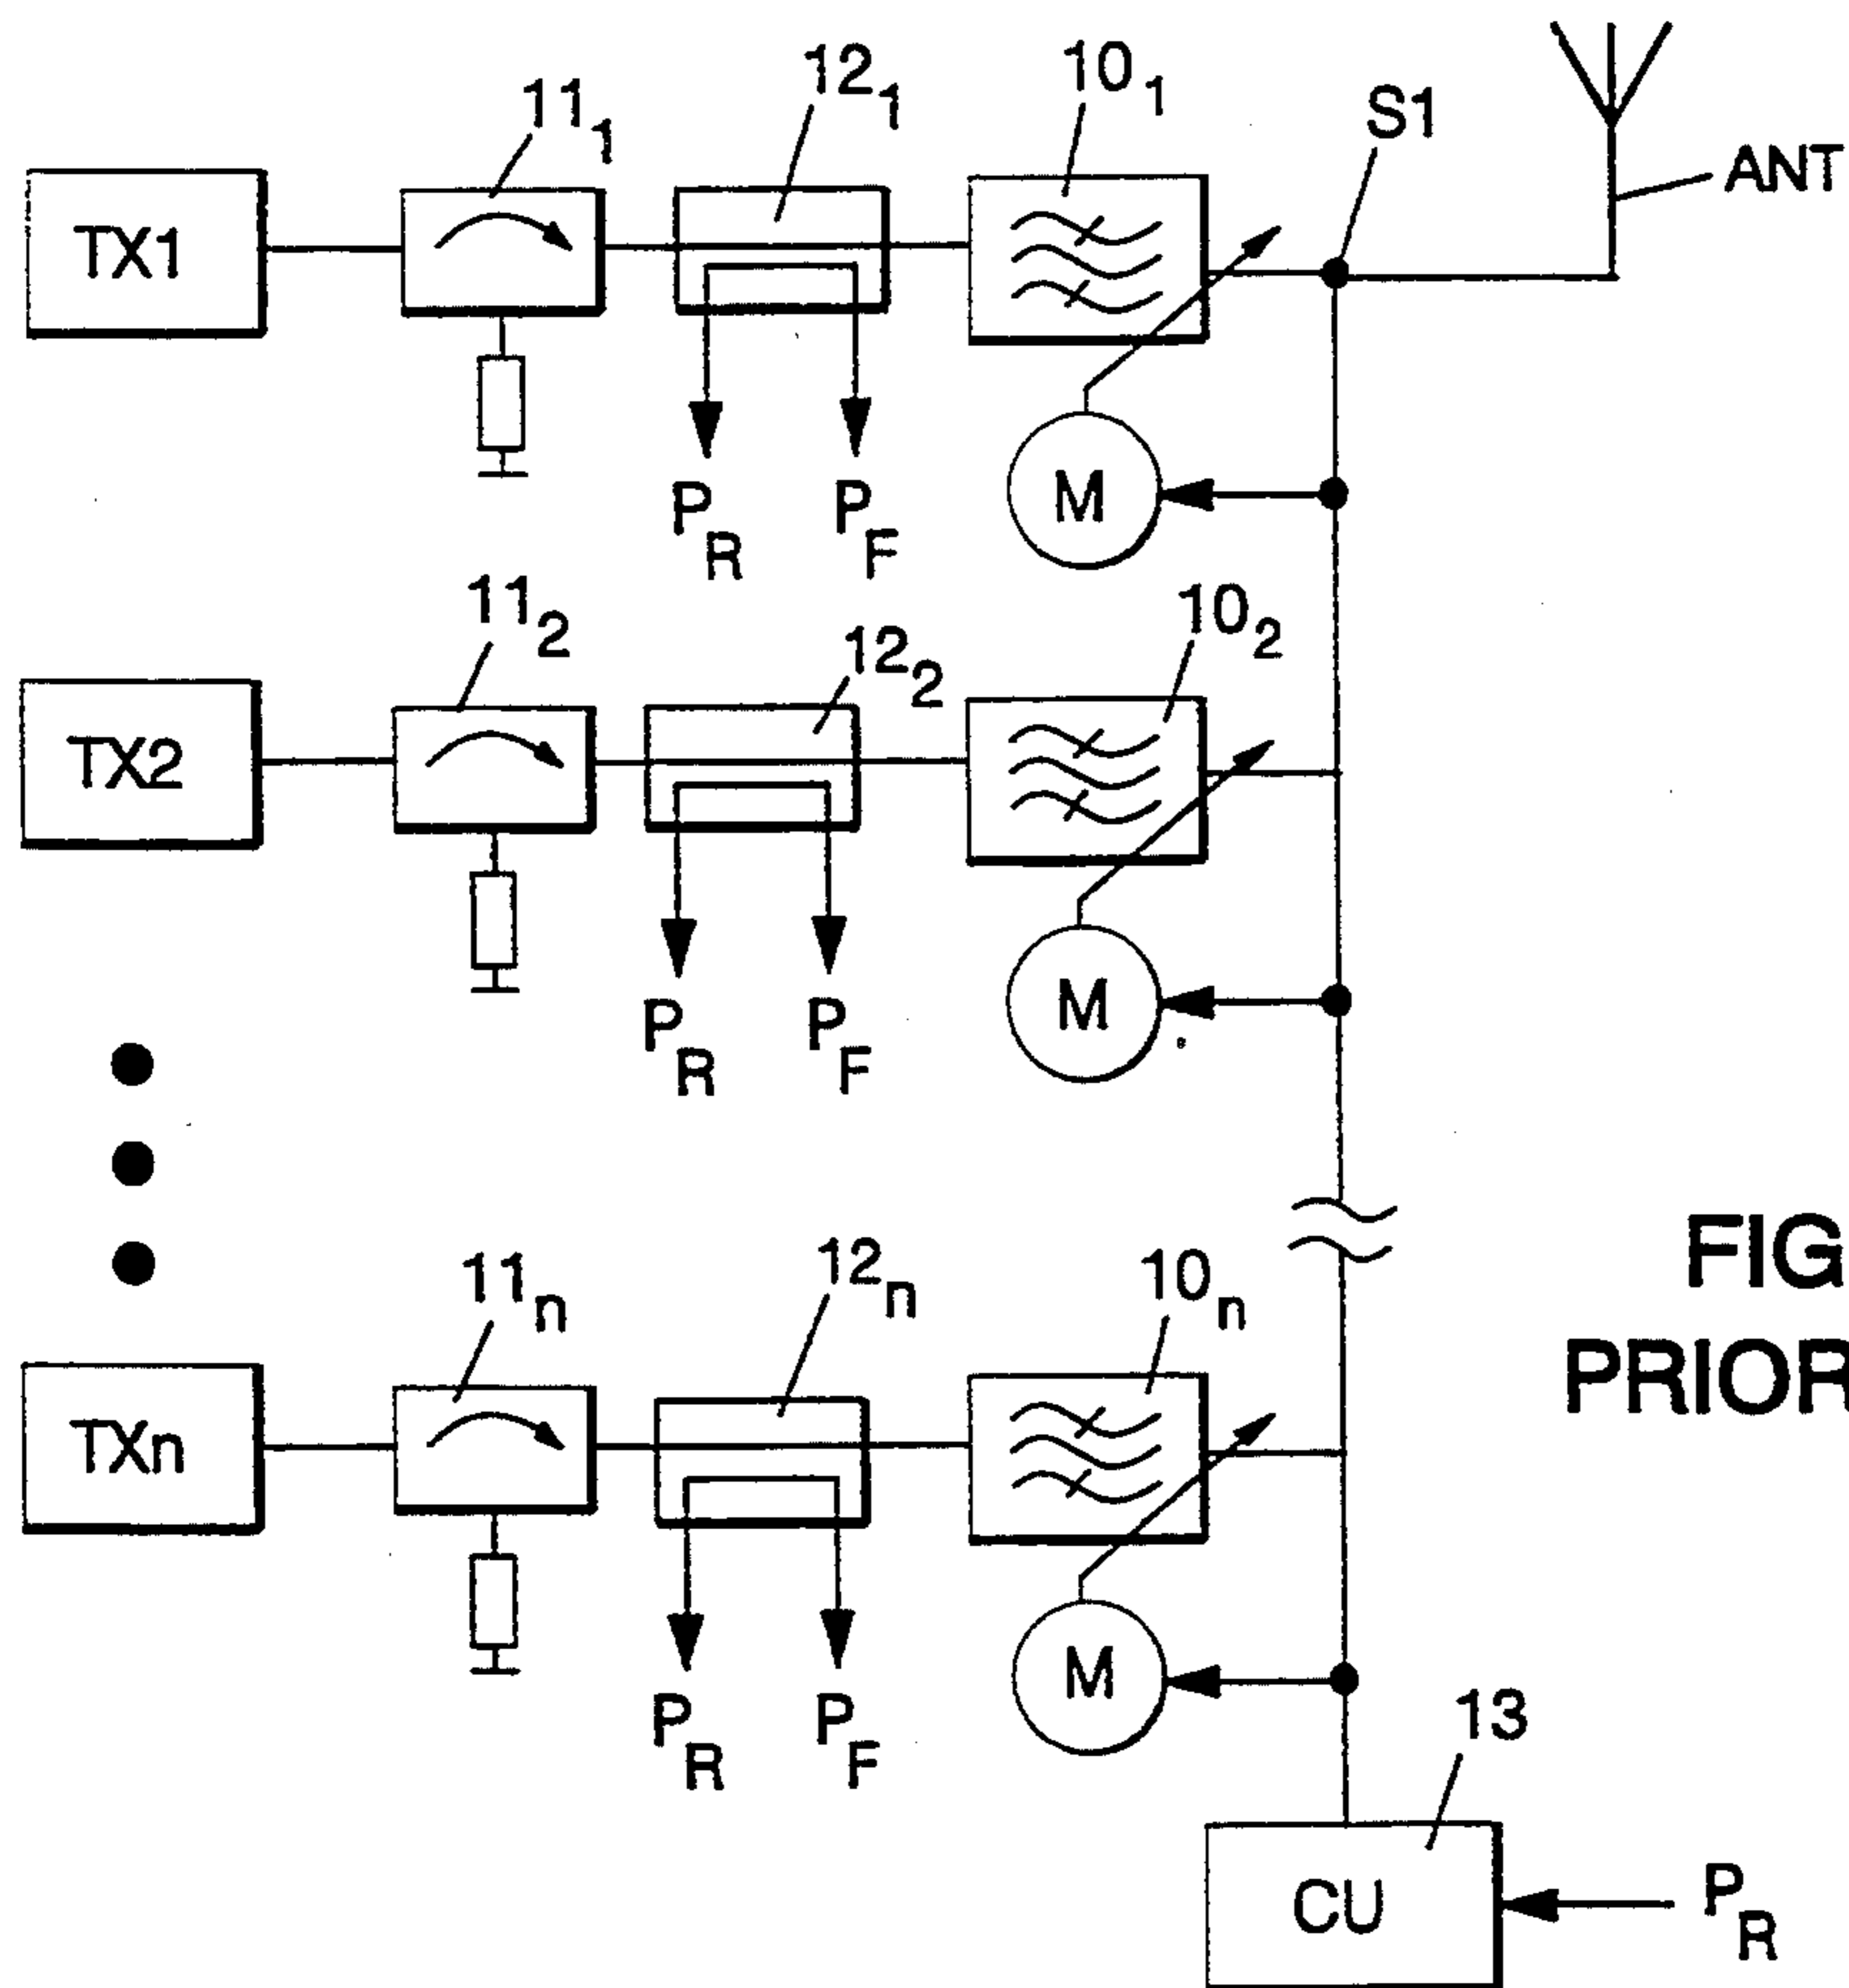 11₁
12₁
10₁
S1
ANT
TX1
M
P_R
P_F
11₂
12₂
10₂
TX2
M
P_R
P_F
11ₙ
12ₙ
10ₙ
FIG
PRIOR
TXn
M
P_R
P_F
13
CU
P_R